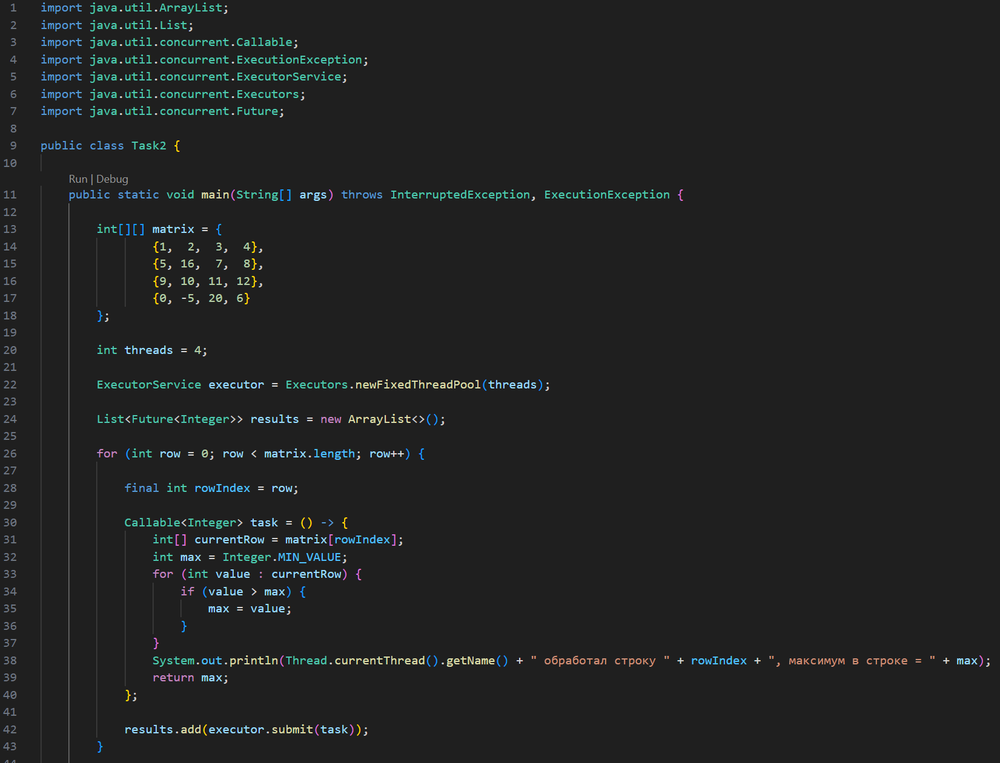 1 import java.util.ArrayList;
2 import java.util.List;
3 import java.util.concurrent.Callable;
4 import java.util.concurrent.ExecutionException;
5 import java.util.concurrent.ExecutorService;
6 import java.util.concurrent.Executors;
7 import java.util.concurrent.Future;
8
9 public class Task2 {
10
Run | Debug
11 public static void main(String[] args) throws InterruptedException, ExecutionException {
12
13 int[][] matrix = {
14 {1, 2, 3, 4},
15 {5, 16, 7, 8},
16 {9, 10, 11, 12},
17 {0, -5, 20, 6}
18 };
19
20 int threads = 4;
21
22 ExecutorService executor = Executors.newFixedThreadPool(threads);
23
24 List<Future<Integer>> results = new ArrayList<>();
25
26 for (int row = 0; row < matrix.length; row++) {
27
28 final int rowIndex = row;
29
30 Callable<Integer> task = () -> {
31 int[] currentRow = matrix[rowIndex];
32 int max = Integer.MIN_VALUE;
33 for (int value : currentRow) {
34 if (value > max) {
35 max = value;
36 }
37 }
38 System.out.println(Thread.currentThread().getName() + " обработал строку " + rowIndex + ", максимум в строке = " + max);
39 return max;
40 };
41
42 results.add(executor.submit(task));
43 }
44